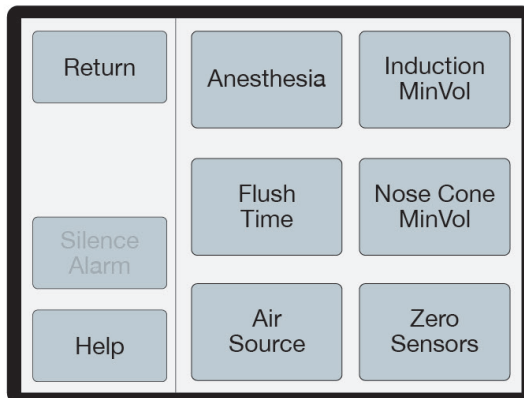 Return
Silence
Alarm
Help
Anesthesia
Induction
MinVol
Flush
Time
Nose Cone
MinVol
Air
Source
Zero
Sensors